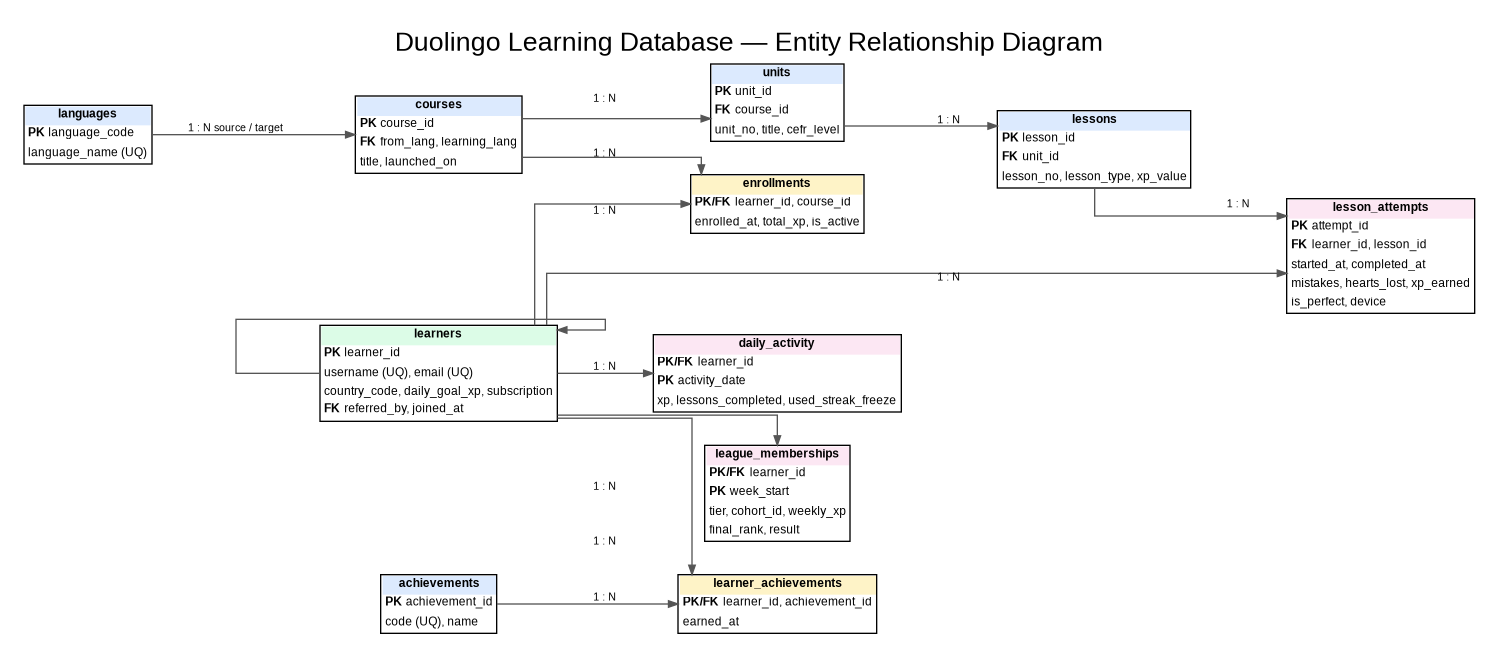 Duolingo Learning Database — Entity Relationship Diagram
languages
PK language_code
language_name (UQ)
1 : N source / target
courses
PK course_id
FK from_lang, learning_lang
title, launched_on
1 : N
1 : N
units
PK unit_id
FK course_id
unit_no, title, cefr_level
1 : N
lessons
PK lesson_id
FK unit_id
lesson_no, lesson_type, xp_value
enrollments
PK/FK learner_id, course_id
enrolled_at, total_xp, is_active
1 : N
1 : N
lesson_attempts
PK attempt_id
FK learner_id, lesson_id
started_at, completed_at
mistakes, hearts_lost, xp_earned
is_perfect, device
1 : N
learners
PK learner_id
username (UQ), email (UQ)
country_code, daily_goal_xp, subscription
FK referred_by, joined_at
1 : N
daily_activity
PK/FK learner_id
PK activity_date
xp, lessons_completed, used_streak_freeze
league_memberships
PK/FK learner_id
PK week_start
tier, cohort_id, weekly_xp
final_rank, result
1 : N
1 : N
achievements
PK achievement_id
code (UQ), name
1 : N
learner_achievements
PK/FK learner_id, achievement_id
earned_at